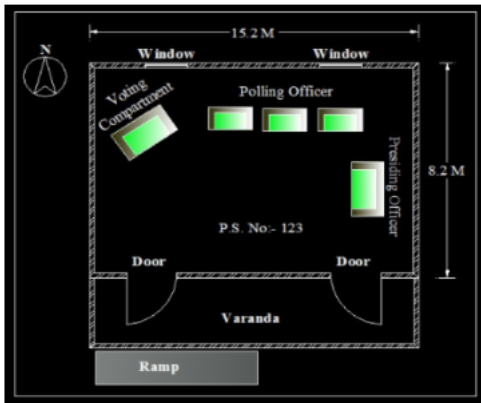 15.2 M
N
Window
Window
Voting
Compartment
Polling Officer
Presiding Officer
8.2 M
P.S. No:- 123
Door
Door
Varanda
Ramp